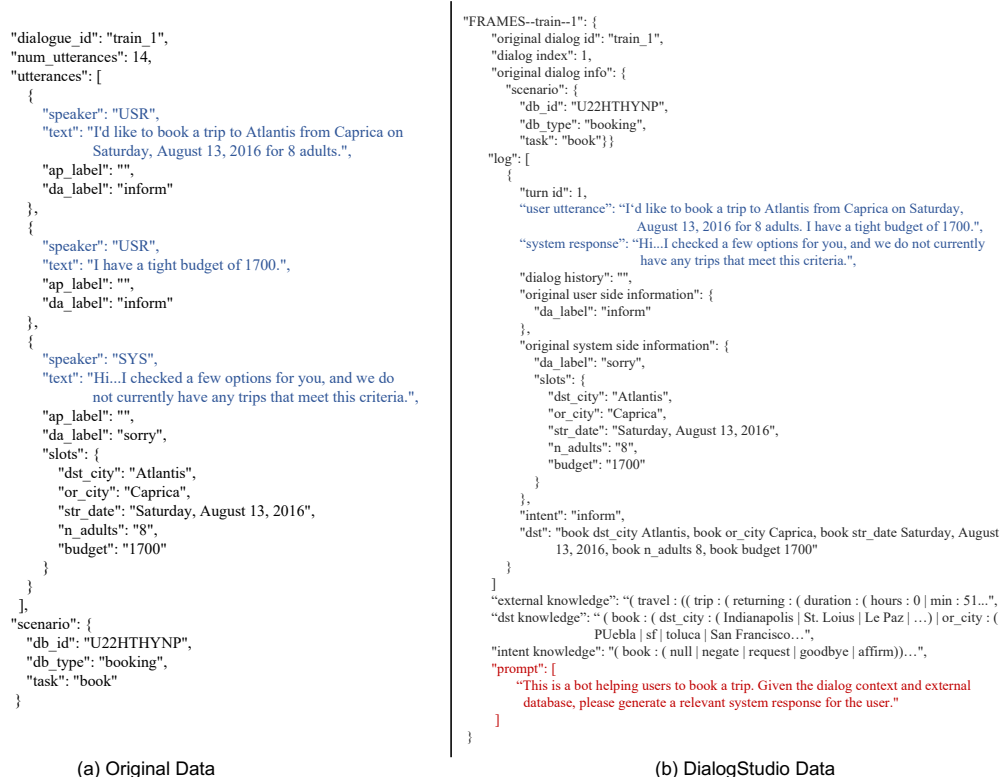 "dialogue_id": "train_1",
"num_utterances": 14,
"utterances": [
{
"speaker": "USR",
"text": "I'd like to book a trip to Atlantis from Caprica on
Saturday, August 13, 2016 for 8 adults.",
"ap_label": "",
"da_label": "inform"
},
{
"speaker": "USR",
"text": "I have a tight budget of 1700.",
"ap_label": "",
"da_label": "inform"
},
{
"speaker": "SYS",
"text": "Hi...I checked a few options for you, and we do
not currently have any trips that meet this criteria.",
"ap_label": "",
"da_label": "sorry",
"slots": {
"dst_city": "Atlantis",
"or_city": "Caprica",
"str_date": "Saturday, August 13, 2016",
"n_adults": "8",
"budget": "1700"
}
}
],
"scenario": {
"db_id": "U22HTHYNP",
"db_type": "booking",
"task": "book"
}
(a) Original Data
"FRAMES--train--1": {
"original dialog id": "train_1",
"dialog index": 1,
"original dialog info": {
"scenario": {
"db_id": "U22HTHYNP",
"db_type": "booking",
"task": "book"}}
"log": [
{
"turn id": 1,
“user utterance”: “I‘d like to book a trip to Atlantis from Caprica on Saturday,
August 13, 2016 for 8 adults. I have a tight budget of 1700.",
“system response”: “Hi...I checked a few options for you, and we do not currently
have any trips that meet this criteria.",
"dialog history": "",
"original user side information": {
"da_label": "inform"
},
"original system side information": {
"da_label": "sorry",
"slots": {
"dst_city": "Atlantis",
"or_city": "Caprica",
"str_date": "Saturday, August 13, 2016",
"n_adults": "8",
"budget": "1700"
}
},
"intent": "inform",
"dst": "book dst_city Atlantis, book or_city Caprica, book str_date Saturday, August
13, 2016, book n_adults 8, book budget 1700"
}
]
“external knowledge”: “( travel : (( trip : ( returning : ( duration : ( hours : 0 | min : 51...",
“dst knowledge”: “ ( book : ( dst_city : ( Indianapolis | St. Loius | Le Paz | …) | or_city : (
PUebla | sf | toluca | San Francisco…",
"intent knowledge": "( book : ( null | negate | request | goodbye | affirm))…",
"prompt": [
“This is a bot helping users to book a trip. Given the dialog context and external
database, please generate a relevant system response for the user."
]
}
(b) DialogStudio Data